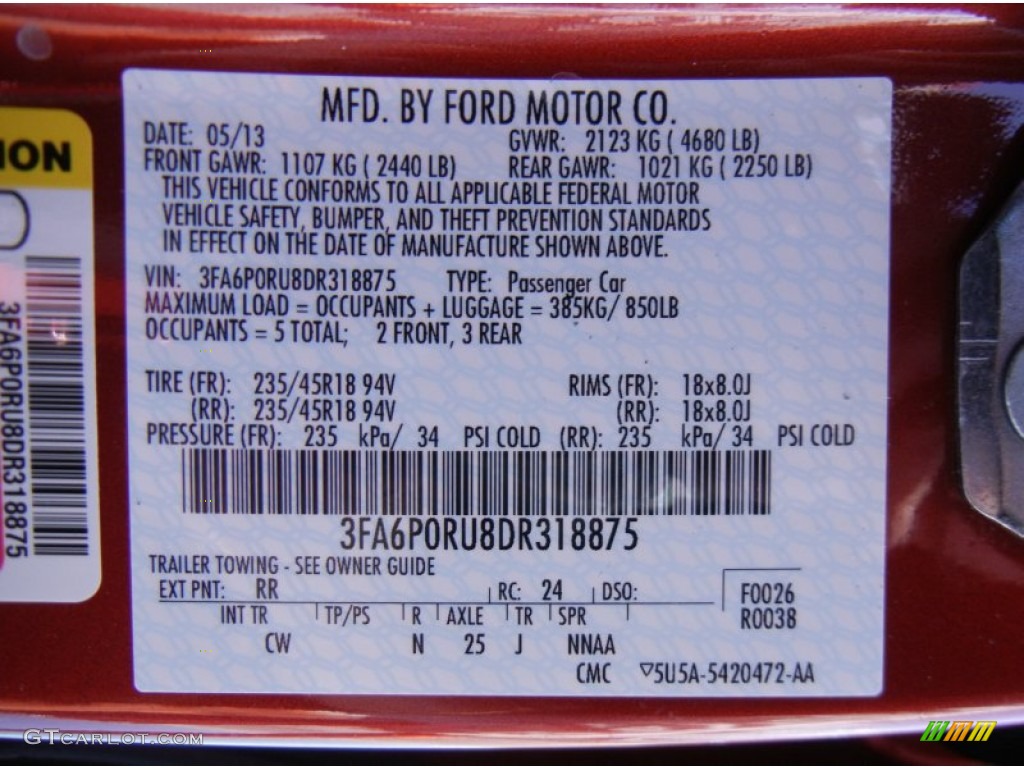 MFD. BY FORD MOTOR CO.
DATE: 05/13 GVWR: 2123 KG ( 4680 LB)
FRONT GAWR: 1107 KG ( 2440 LB) REAR GAWR: 1021 KG ( 2250 LB)
THIS VEHICLE CONFORMS TO ALL APPLICABLE FEDERAL MOTOR
VEHICLE SAFETY, BUMPER, AND THEFT PREVENTION STANDARDS
IN EFFECT ON THE DATE OF MANUFACTURE SHOWN ABOVE.
VIN: 3FA6P0RU8DR318875 TYPE: Passenger Car
MAXIMUM LOAD = OCCUPANTS + LUGGAGE = 385KG/ 850LB
OCCUPANTS = 5 TOTAL; 2 FRONT, 3 REAR
TIRE (FR): 235/45R18 94V RIMS (FR): 18x8.0J
(RR): 235/45R18 94V (RR): 18x8.0J
PRESSURE (FR): 235 kPa/ 34 PSI COLD (RR): 235 kPa/ 34 PSI COLD
3FA6P0RU8DR318875
TRAILER TOWING - SEE OWNER GUIDE
EXT PNT: RR RC: 24 DSO: F0026
INT TR TP/PS R AXLE TR SPR R0038
CW N 25 J NNAA
CMC 5U5A-5420472-AA
ION
3FA6P0RU8DR318875
GTCARLOT.COM